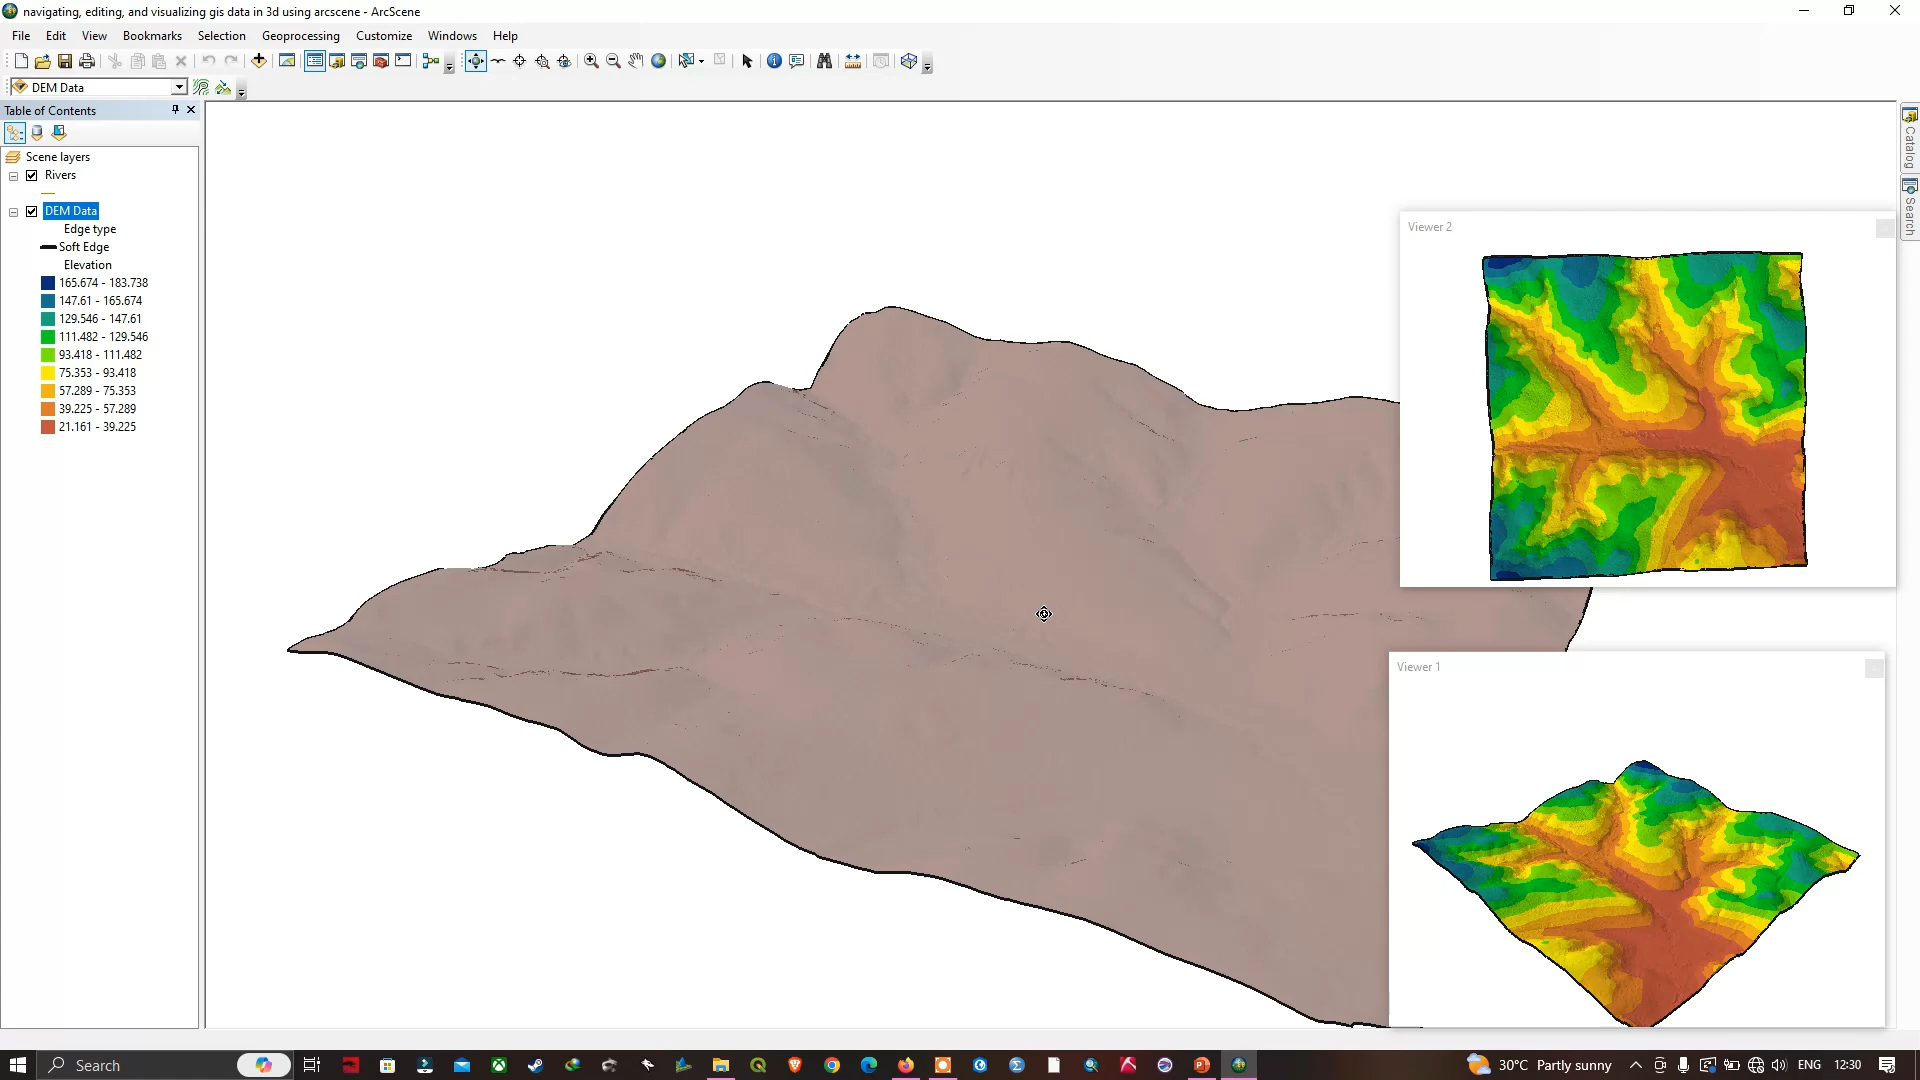 navigating, editing, and visualizing gis data in 3d using arcscene - ArcScene
File Edit View Bookmarks Selection Geoprocessing Customize Windows Help
DEM Data
Table of Contents
Scene layers
Rivers
DEM Data
Edge type
Soft Edge
Elevation
165.674 - 183.738
147.61 - 165.674
129.546 - 147.61
111.482 - 129.546
93.418 - 111.482
75.353 - 93.418
57.289 - 75.353
39.225 - 57.289
21.161 - 39.225
Viewer 2
Viewer 1
Catalog
Search
Search
30°C Partly sunny
ENG
12:30